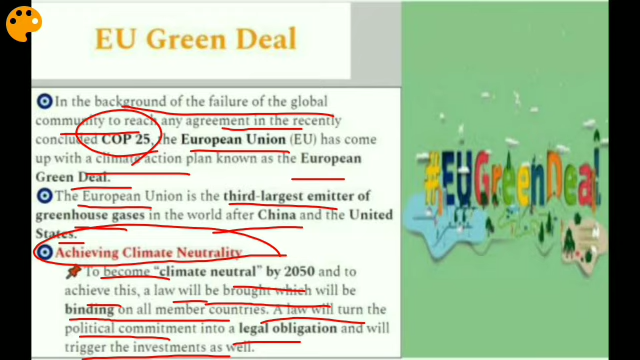 EU Green Deal
In the background of the failure of the global
community to reach any agreement in the recently
concluded COP 25, the European Union (EU) has come
up with a climate action plan known as the European
Green Deal.
The European Union is the third-largest emitter of
greenhouse gases in the world after China and the United
States.
Achieving Climate Neutrality
To become "climate neutral" by 2050 and to
achieve this, a law will be brought which will be
binding on all member countries. A law will turn the
political commitment into a legal obligation and will
trigger the investments as well.
#EUGreenDeal